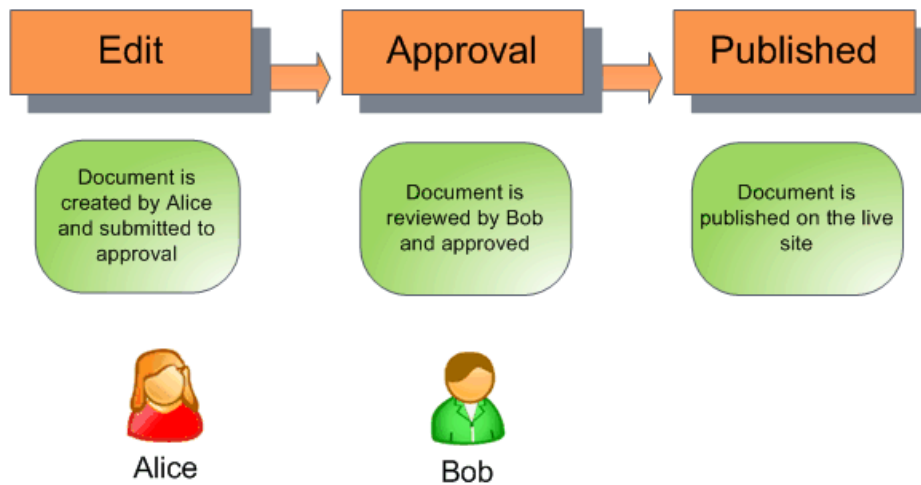 Edit
Approval
Published
Document is
created by Alice
and submitted to
approval
Document is
reviewed by Bob
and approved
Document is
published on the live
site
Alice
Bob